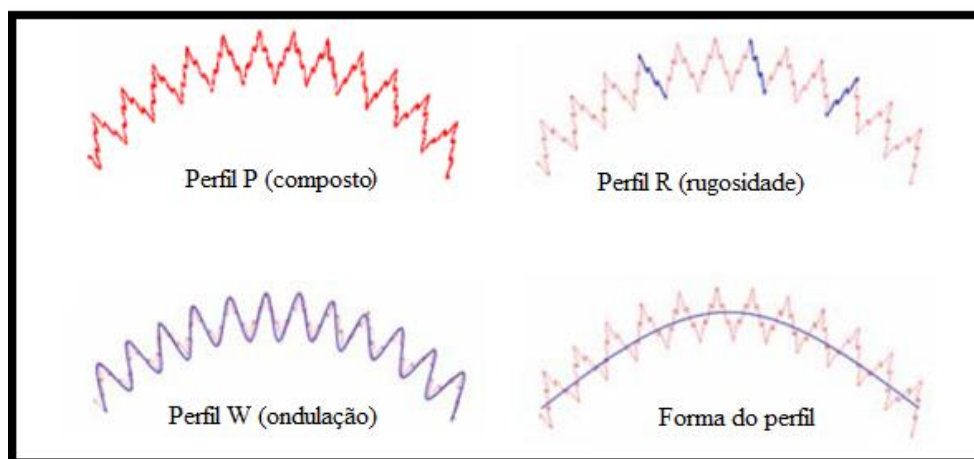 Perfil P (composto)
Perfil R (rugosidade)
Perfil W (ondulação)
Forma do perfil